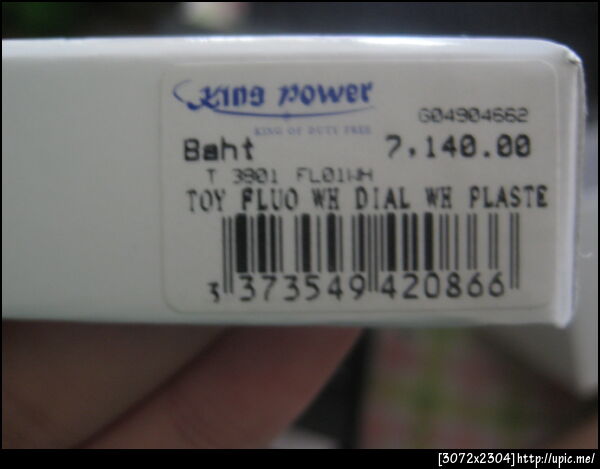 King Power
KING OF DUTY FREE
G04904662
Baht 7,140.00
T 3901 FL01WH
TOY FLUO WH DIAL WH PLASTE
3 373549 420866
[3072x2304]http://upic.me/